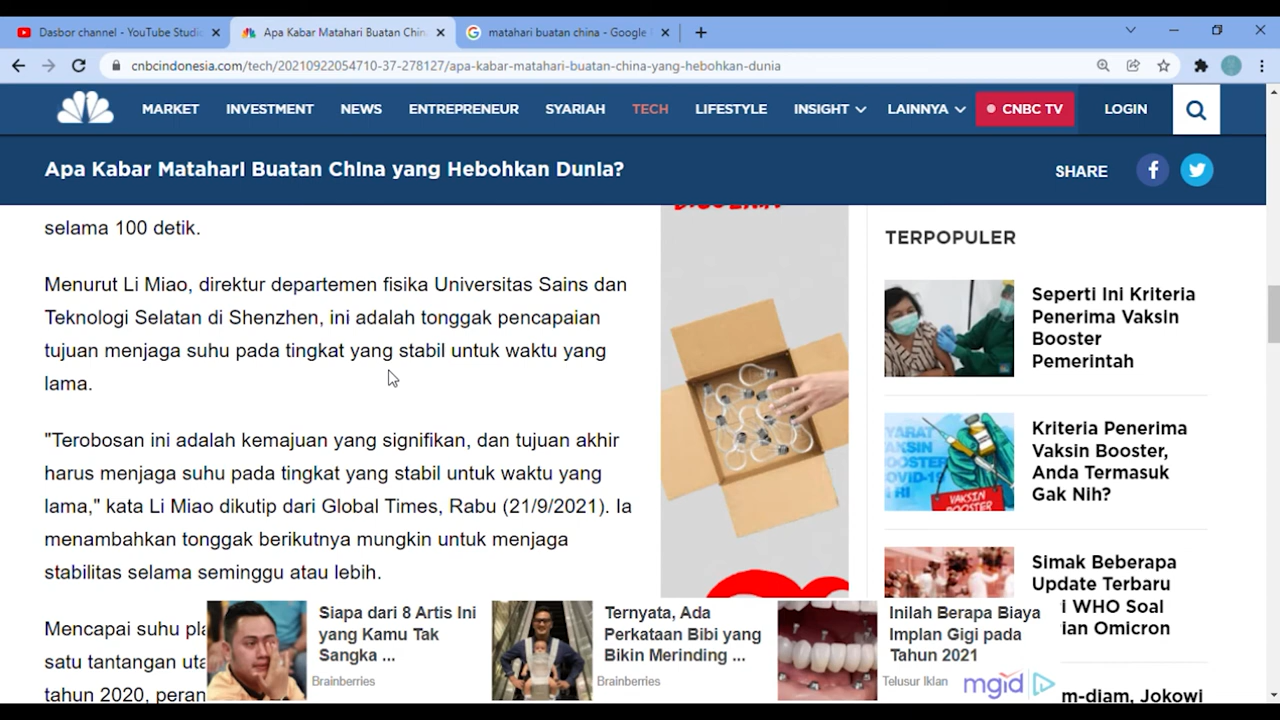 Dasbor channel - YouTube Studio
Apa Kabar Matahari Buatan Chin
matahari buatan china - Google
cnbcindonesia.com/tech/20210922054710-37-278127/apa-kabar-matahari-buatan-china-yang-hebohkan-dunia
MARKET INVESTMENT NEWS ENTREPRENEUR SYARIAH TECH LIFESTYLE INSIGHT LAINNYA CNBC TV LOGIN
Apa Kabar Matahari Buatan China yang Hebohkan Dunia?
SHARE
selama 100 detik.
Menurut Li Miao, direktur departemen fisika Universitas Sains dan
Teknologi Selatan di Shenzhen, ini adalah tonggak pencapaian
tujuan menjaga suhu pada tingkat yang stabil untuk waktu yang
lama.
"Terobosan ini adalah kemajuan yang signifikan, dan tujuan akhir
harus menjaga suhu pada tingkat yang stabil untuk waktu yang
lama," kata Li Miao dikutip dari Global Times, Rabu (21/9/2021). Ia
menambahkan tonggak berikutnya mungkin untuk menjaga
stabilitas selama seminggu atau lebih.
Mencapai suhu
satu tantangan
tahun 2020,
TERPOPULER
Seperti Ini Kriteria
Penerima Vaksin
Booster
Pemerintah
Kriteria Penerima
Vaksin Booster,
Anda Termasuk
Gak Nih?
VAKSIN
BOOSTER
Simak Beberapa
Update Terbaru
WHO Soal
Omicron
Jokowi
Siapa dari 8 Artis Ini
yang Kamu Tak
Sangka ...
Brainberries
Ternyata, Ada
Perkataan Bibi yang
Bikin Merinding ...
Brainberries
Inilah Berapa Biaya
Implan Gigi pada
Tahun 2021
Telusur Iklan
mgid